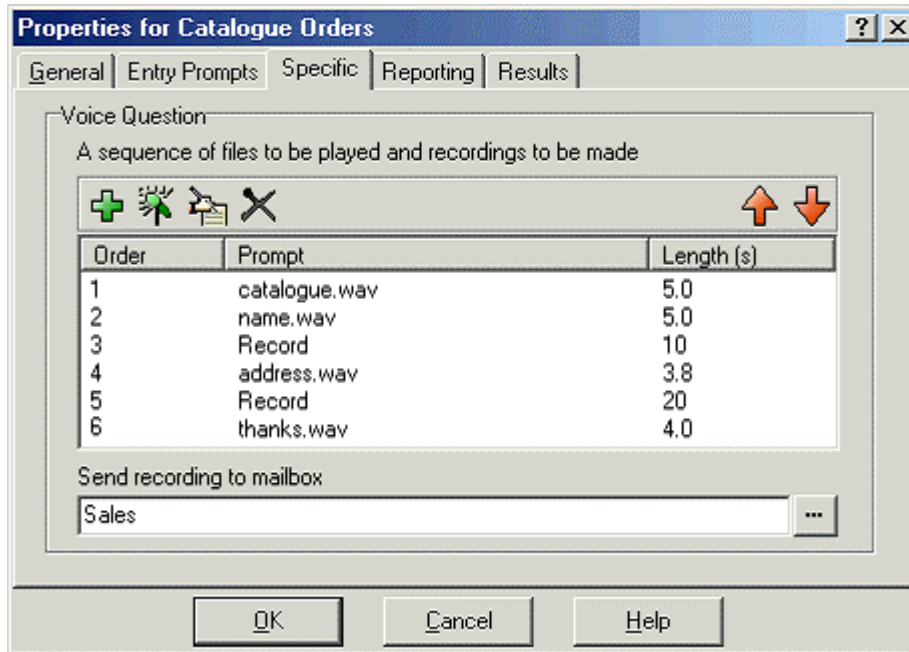 Properties for Catalogue Orders ? ×
General Entry Prompts Specific Reporting Results
Voice Question
A sequence of files to be played and recordings to be made
Order Prompt Length (s)
1 catalogue.wav 5.0
2 name.wav 5.0
3 Record 10
4 address.wav 3.8
5 Record 20
6 thanks.wav 4.0
Send recording to mailbox
Sales ...
OK Cancel Help